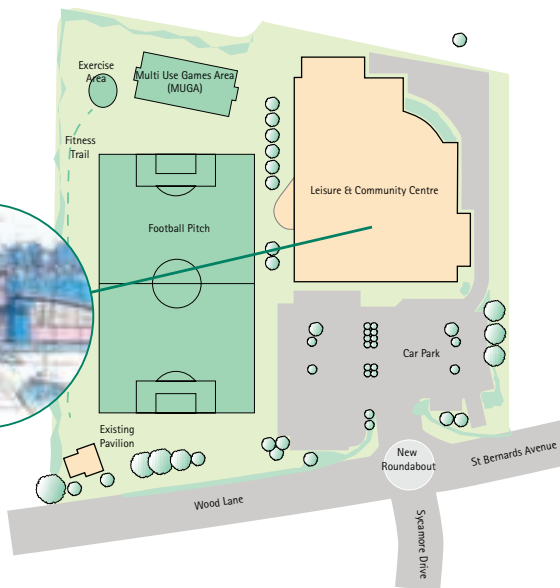 Exercise
Area
Multi Use Games Area
(MUGA)
Fitness
Trail
Leisure & Community Centre
Football Pitch
Car Park
Existing
Pavilion
New
Roundabout
St Bernards Avenue
Wood Lane
Sycamore Drive